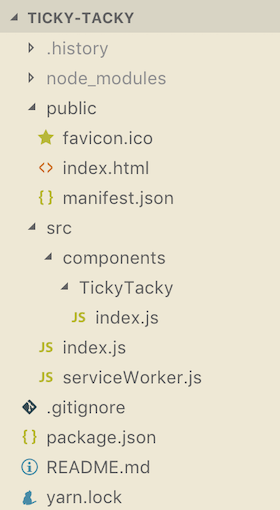 TICKY-TACKY
.history
node_modules
public
favicon.ico
<> index.html
{ } manifest.json
src
components
TickyTacky
JS index.js
JS index.js
JS serviceWorker.js
.gitignore
{ } package.json
README.md
yarn.lock